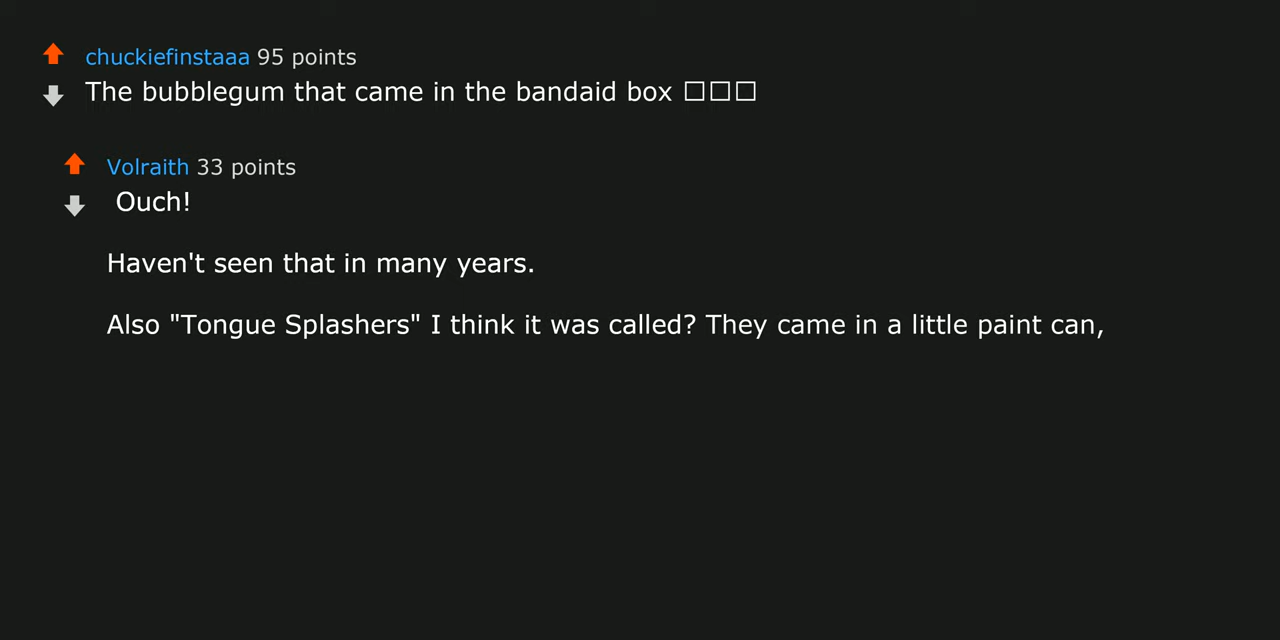 chuckiefinstaaa 95 points
The bubblegum that came in the bandaid box □□□
Volraith 33 points
Ouch!
Haven't seen that in many years.
Also "Tongue Splashers" I think it was called? They came in a little paint can,